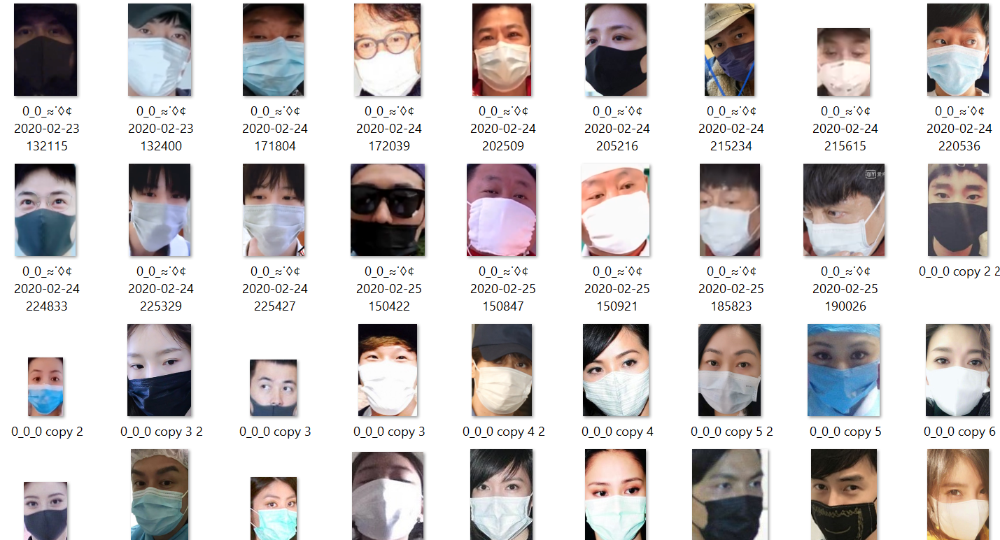 0_0_≈˙◊¢ 0_0_≈˙◊¢ 0_0_≈˙◊¢ 0_0_≈˙◊¢ 0_0_≈˙◊¢ 0_0_≈˙◊¢ 0_0_≈˙◊¢ 0_0_≈˙◊¢ 0_0_≈˙◊¢
2020-02-23 2020-02-23 2020-02-24 2020-02-24 2020-02-24 2020-02-24 2020-02-24 2020-02-24 2020-02-24
132115 132400 171804 172039 202509 205216 215234 215615 220536
QIY
0_0_≈˙◊¢ 0_0_≈˙◊¢ 0_0_≈˙◊¢ 0_0_≈˙◊¢ 0_0_≈˙◊¢ 0_0_≈˙◊¢ 0_0_≈˙◊¢ 0_0_≈˙◊¢ 0_0_0 copy 2 2
2020-02-24 2020-02-24 2020-02-24 2020-02-25 2020-02-25 2020-02-25 2020-02-25 2020-02-25
224833 225329 225427 150422 150847 150921 185823 190026
0_0_0 copy 2 0_0_0 copy 3 2 0_0_0 copy 3 0_0_0 copy 3 0_0_0 copy 4 2 0_0_0 copy 4 0_0_0 copy 5 2 0_0_0 copy 5 0_0_0 copy 6